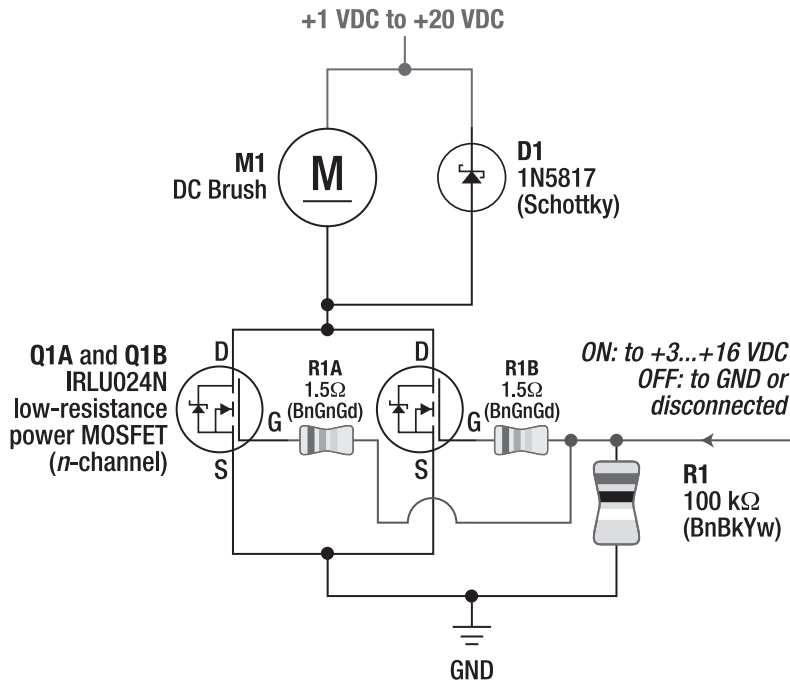 +1 VDC to +20 VDC
M1
DC Brush
M
D1
1N5817
(Schottky)
Q1A and Q1B
IRLU024N
low-resistance
power MOSFET
(n-channel)
D
G
S
R1A
1.5Ω
(BnGnGd)
D
G
S
R1B
1.5Ω
(BnGnGd)
ON: to +3...+16 VDC
OFF: to GND or
disconnected
R1
100 kΩ
(BnBkYw)
GND